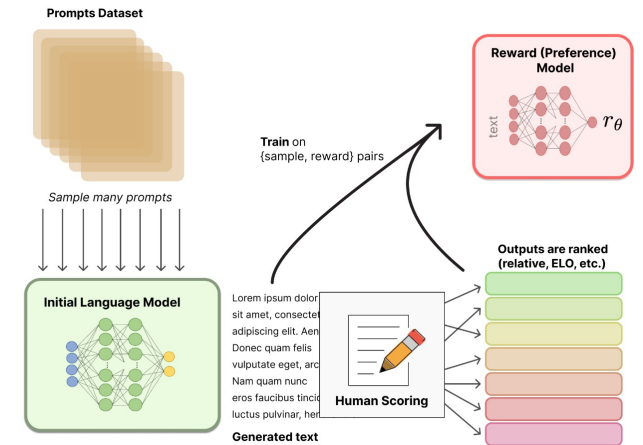 Prompts Dataset
Sample many prompts
Initial Language Model
Train on
{sample, reward} pairs
Reward (Preference)
Model
text
rθ
Outputs are ranked
(relative, ELO, etc.)
Lorem ipsum dolor
sit amet, consectet
adipiscing elit. Aen
Donec quam felis
vulputate eget, arc
Nam quam nunc
eros faucibus tincid
luctus pulvinar, her
Generated text
Human Scoring